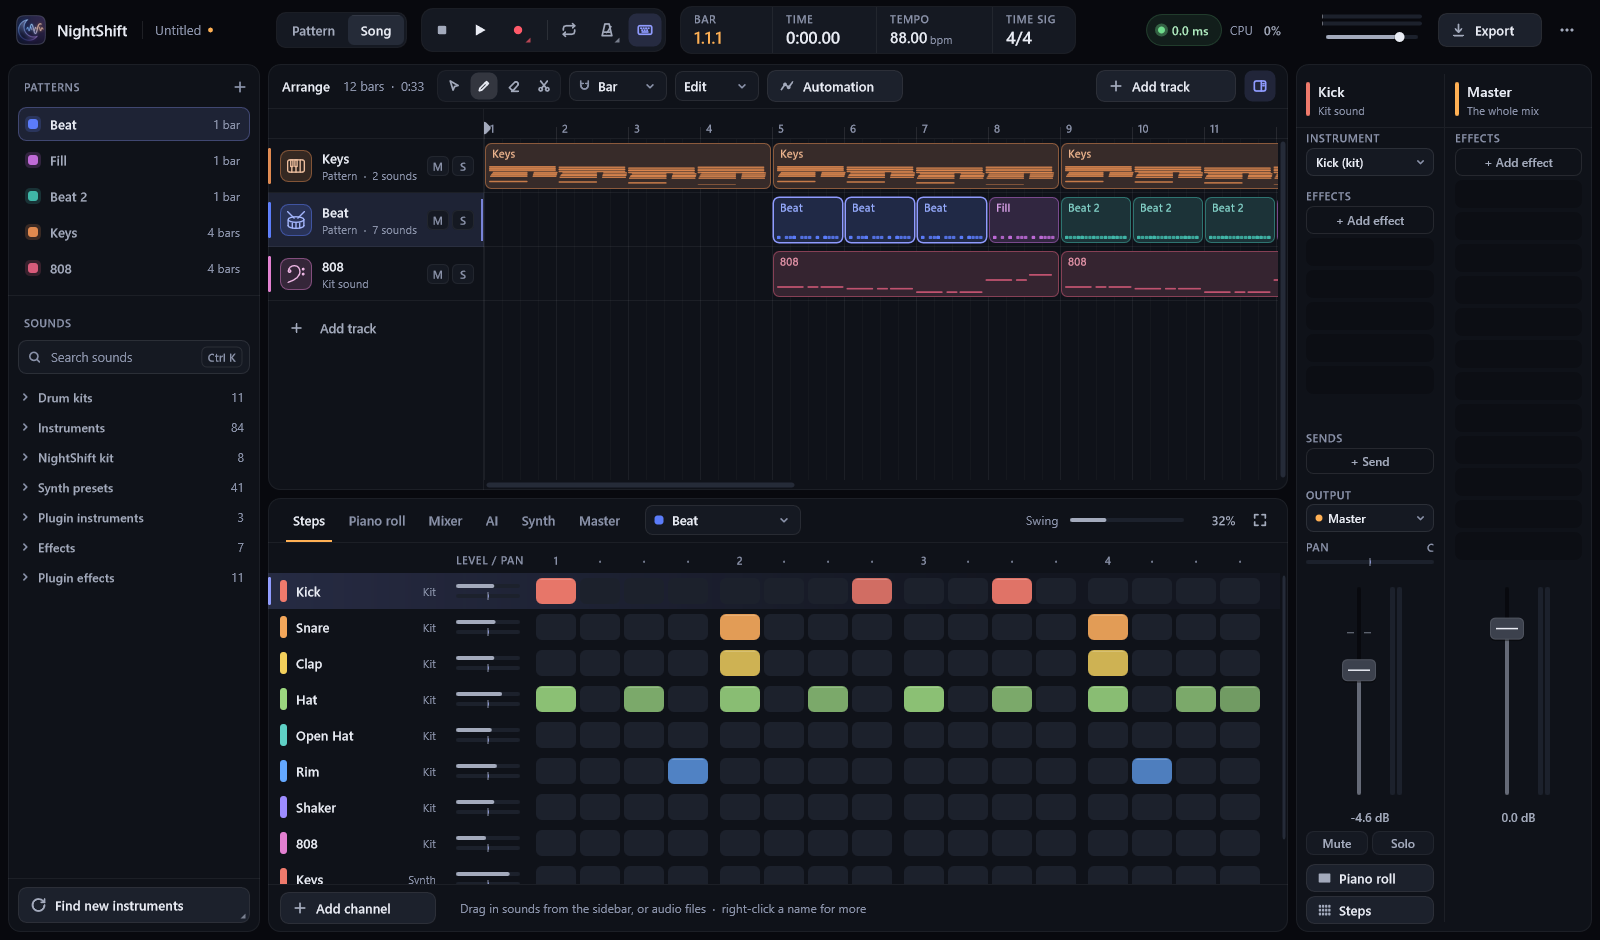 NightShift
Untitled
Pattern
Song
BAR
1.1.1
TIME
0:00.00
TEMPO
88.00 bpm
TIME SIG
4/4
0.0 ms
CPU 0%
Export
PATTERNS
Beat 1 bar
Fill 1 bar
Beat 2 1 bar
Keys 4 bars
808 4 bars
SOUNDS
Search sounds Ctrl K
Drum kits 11
Instruments 84
NightShift kit 8
Synth presets 41
Plugin instruments 3
Effects 7
Plugin effects 11
Find new instruments
Arrange 12 bars · 0:33
Bar
Edit
Automation
Add track
1 2 3 4 5 6 7 8 9 10 11
Keys
Pattern · 2 sounds
M S
Keys Keys Keys
Beat
Pattern · 7 sounds
M S
Beat Beat Beat Fill Beat 2 Beat 2 Beat 2
808
Kit sound
M S
808 808
Add track
Steps Piano roll Mixer AI Synth Master
Beat
Swing 32%
LEVEL / PAN 1 2 3 4
Kick Kit
Snare Kit
Clap Kit
Hat Kit
Open Hat Kit
Rim Kit
Shaker Kit
808 Kit
Keys Synth
Add channel
Drag in sounds from the sidebar, or audio files · right-click a name for more
Kick
Kit sound
INSTRUMENT
Kick (kit)
EFFECTS
+ Add effect
SENDS
+ Send
OUTPUT
Master
PAN C
-4.6 dB
Mute Solo
Piano roll
Steps
Master
The whole mix
EFFECTS
+ Add effect
0.0 dB